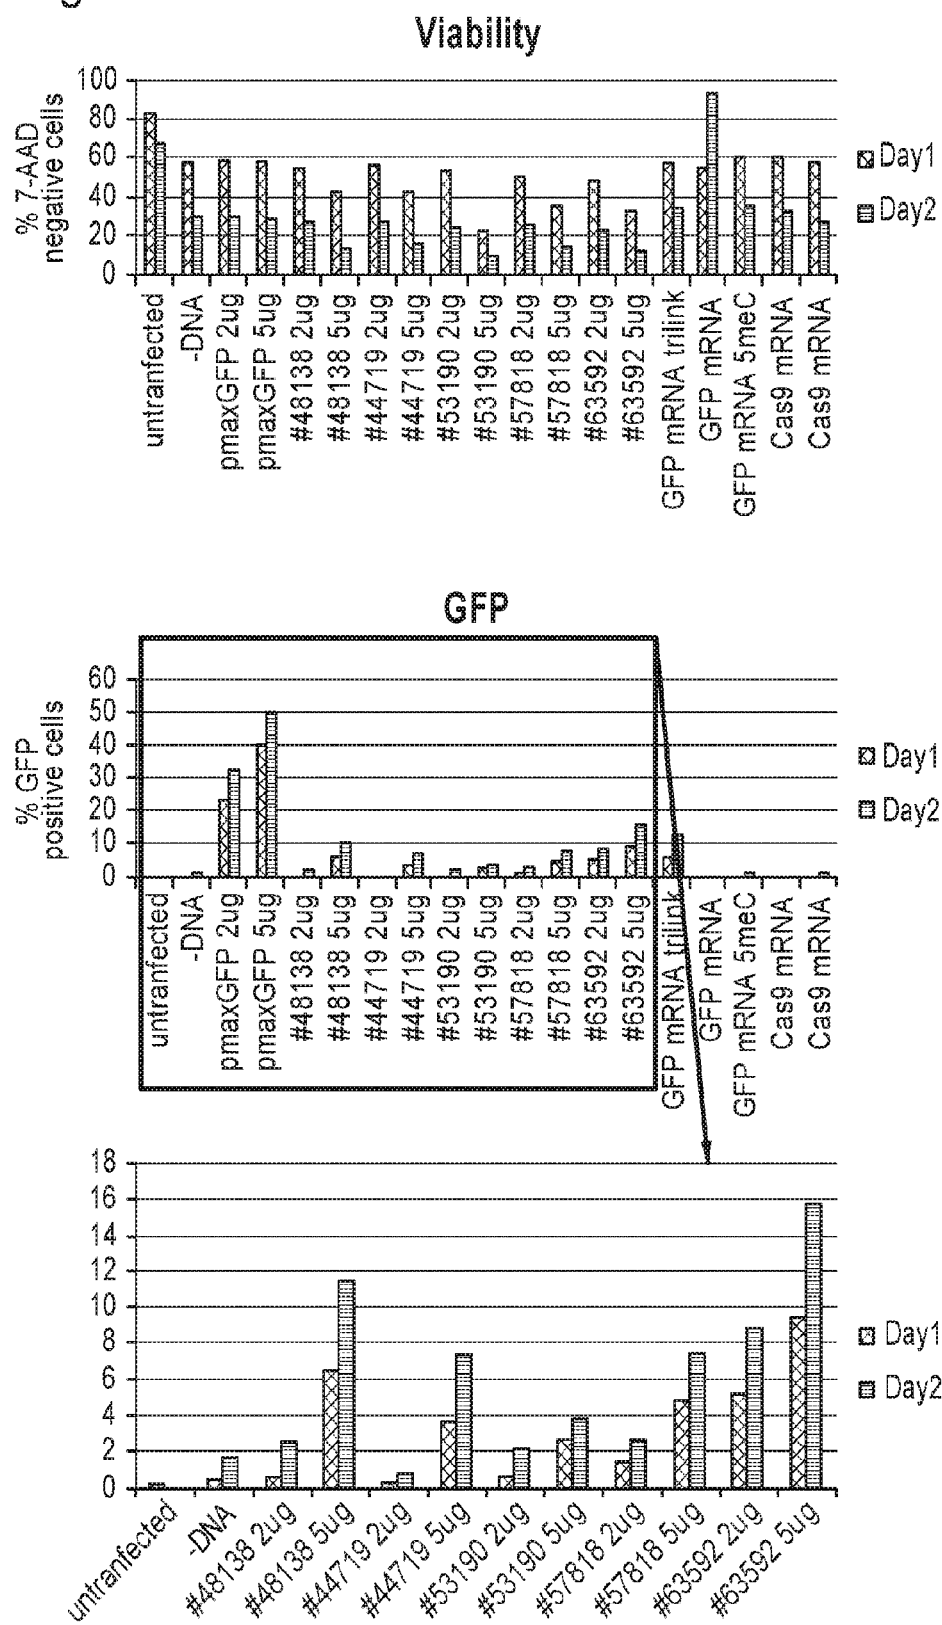 Viability
% 7-AAD
negative cells
100
80
60
40
20
0
Day1
Day2
untranfected
-DNA
pmaxGFP 2ug
pmaxGFP 5ug
#48138 2ug
#48138 5ug
#44719 2ug
#44719 5ug
#53190 2ug
#53190 5ug
#57818 2ug
#57818 5ug
#63592 2ug
#63592 5ug
GFP mRNA trilink
GFP mRNA
GFP mRNA 5meC
Cas9 mRNA
Cas9 mRNA
GFP
% GFP
positive cells
60
50
40
30
20
10
0
Day1
Day2
untranfected
-DNA
pmaxGFP 2ug
pmaxGFP 5ug
#48138 2ug
#48138 5ug
#44719 2ug
#44719 5ug
#53190 2ug
#53190 5ug
#57818 2ug
#57818 5ug
#63592 2ug
#63592 5ug
GFP mRNA trilink
GFP mRNA
GFP mRNA 5meC
Cas9 mRNA
Cas9 mRNA
18
16
14
12
10
8
6
4
2
0
Day1
Day2
untranfected
-DNA
#48138 2ug
#48138 5ug
#44719 2ug
#44719 5ug
#53190 2ug
#53190 5ug
#57818 2ug
#57818 5ug
#63592 2ug
#63592 5ug